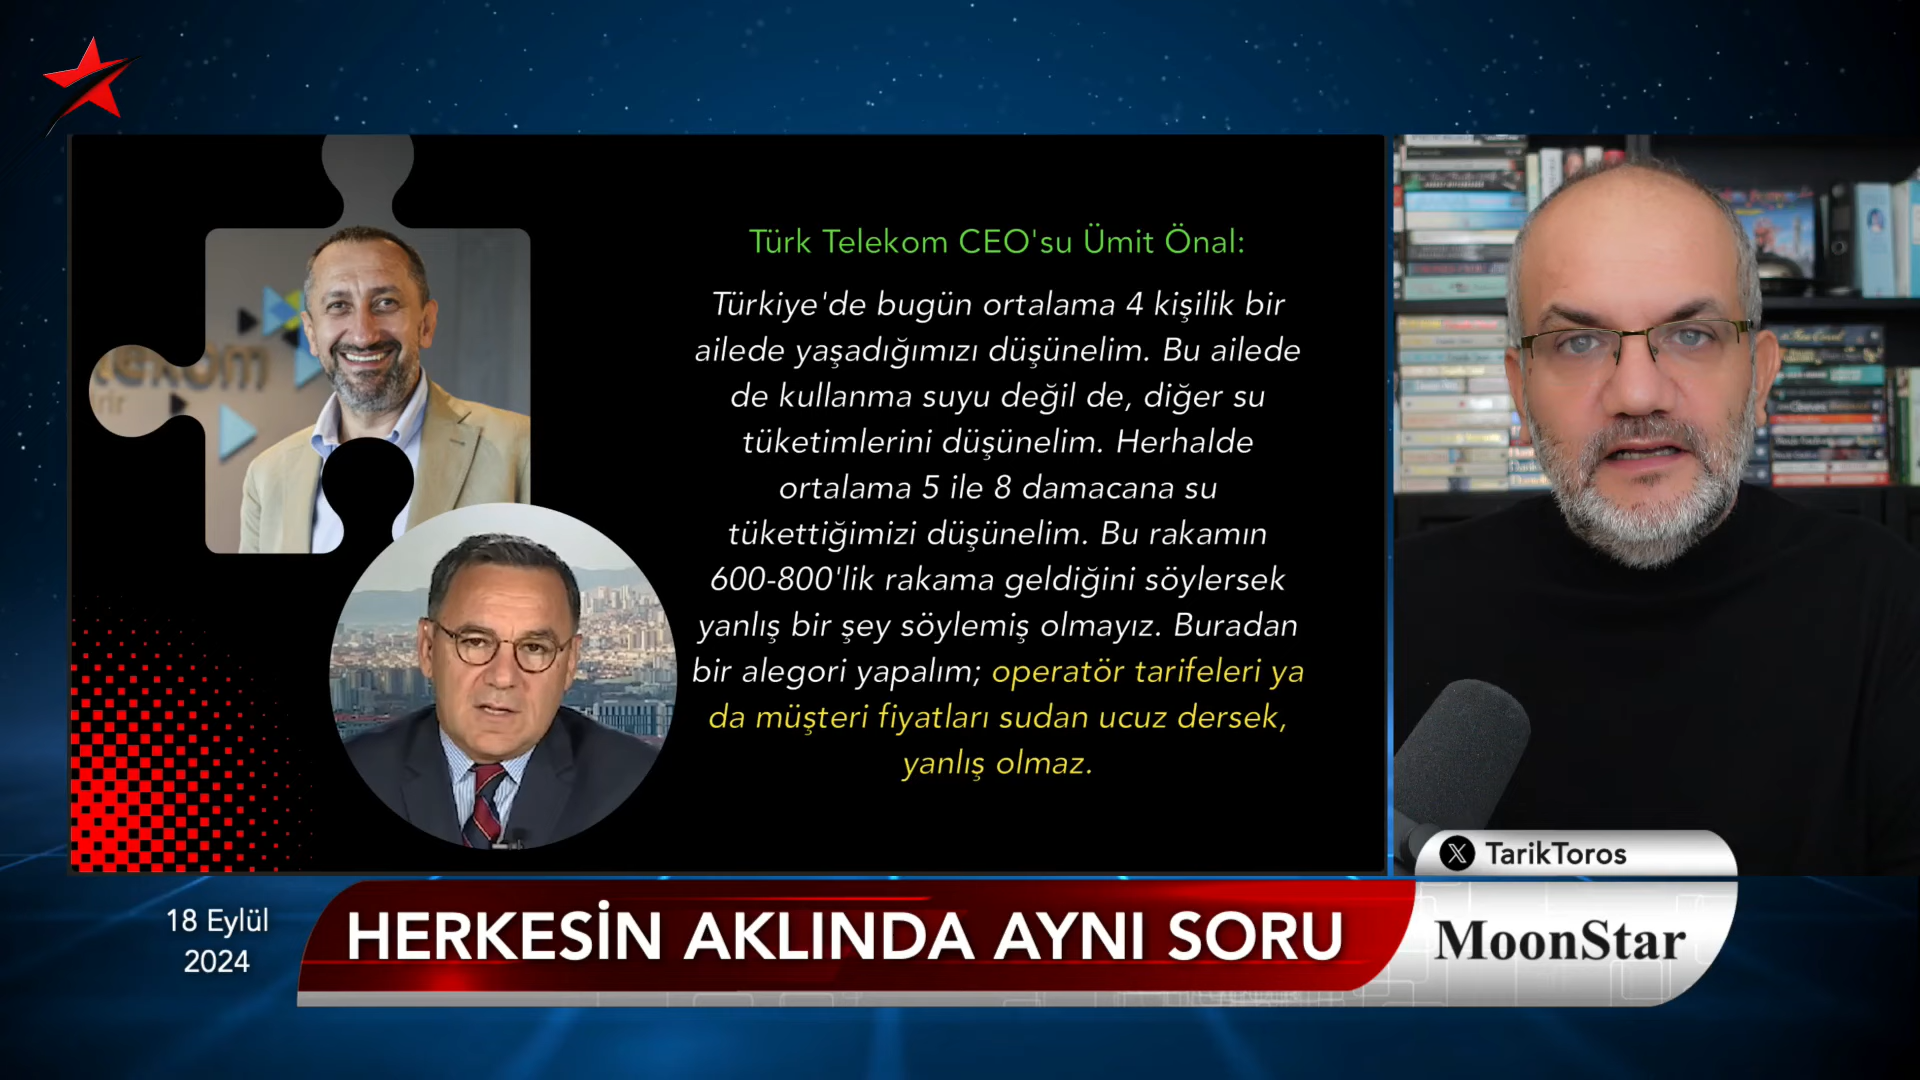 Türk Telekom CEO'su Ümit Önal:
Türkiye'de bugün ortalama 4 kişilik bir
ailede yaşadığımızı düşünelim. Bu ailede
de kullanma suyu değil de, diğer su
tüketimlerini düşünelim. Herhalde
ortalama 5 ile 8 damacana su
tükettiğimizi düşünelim. Bu rakamın
600-800'lik rakama geldiğini söylersek
yanlış bir şey söylemiş olmayız. Buradan
bir alegori yapalım; operatör tarifeleri ya
da müşteri fiyatları sudan ucuz dersek,
yanlış olmaz.
TarikToros
18 Eylül
2024
HERKESİN AKLINDA AYNI SORU
MoonStar